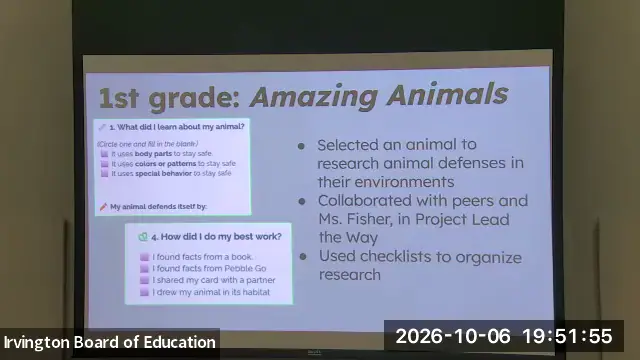 1st grade: Amazing Animals
1. What did I learn about my animal?
(Circle one and fill in the blank.)
It uses body parts to stay safe.
It uses colors or patterns to stay safe
It uses special behavior to stay safe
My animal defends itself by:
4. How did I do my best work?
I found facts from a book.
I found facts from Pebble Go
I shared my card with a partner
I drew my animal in its habitat
● Selected an animal to
research animal defenses in
their environments
● Collaborated with peers and
Ms. Fisher, in Project Lead
the Way
● Used checklists to organize
research
Irvington Board of Education
2026-10-06 19:51:55